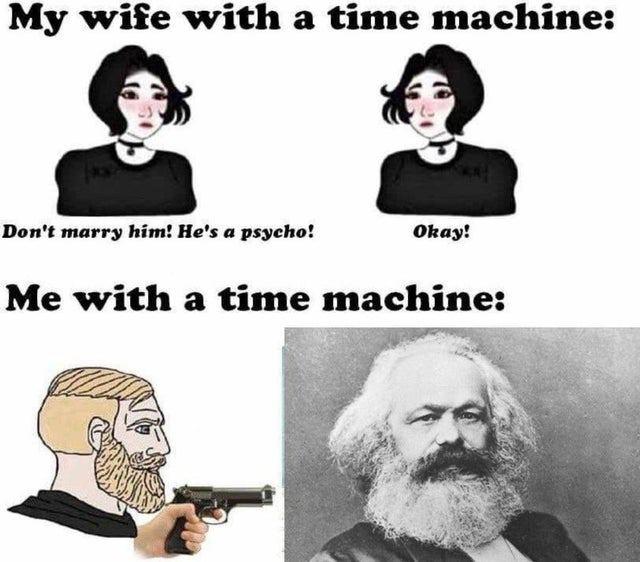 My wife with a time machine:
Don't marry him! He's a psycho!
Okay!
Me with a time machine: